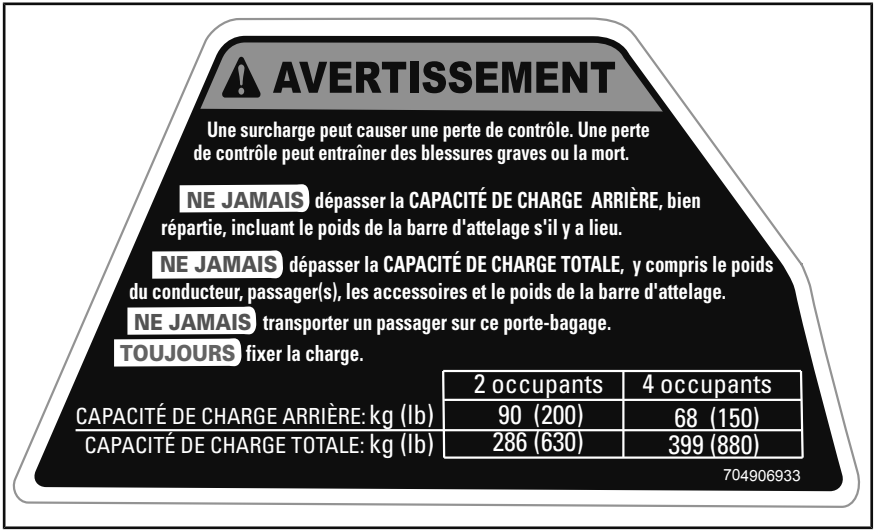 AVERTISSEMENT
Une surcharge peut causer une perte de contrôle. Une perte
de contrôle peut entraîner des blessures graves ou la mort.
NE JAMAIS dépasser la CAPACITÉ DE CHARGE ARRIÈRE, bien
répartie, incluant le poids de la barre d'attelage s'il y a lieu.
NE JAMAIS dépasser la CAPACITÉ DE CHARGE TOTALE, y compris le poids
du conducteur, passager(s), les accessoires et le poids de la barre d'attelage.
NE JAMAIS transporter un passager sur ce porte-bagage.
TOUJOURS fixer la charge.
2 occupants 4 occupants
CAPACITÉ DE CHARGE ARRIÈRE: kg (lb) 90 (200) 68 (150)
CAPACITÉ DE CHARGE TOTALE: kg (lb) 286 (630) 399 (880)
704906933